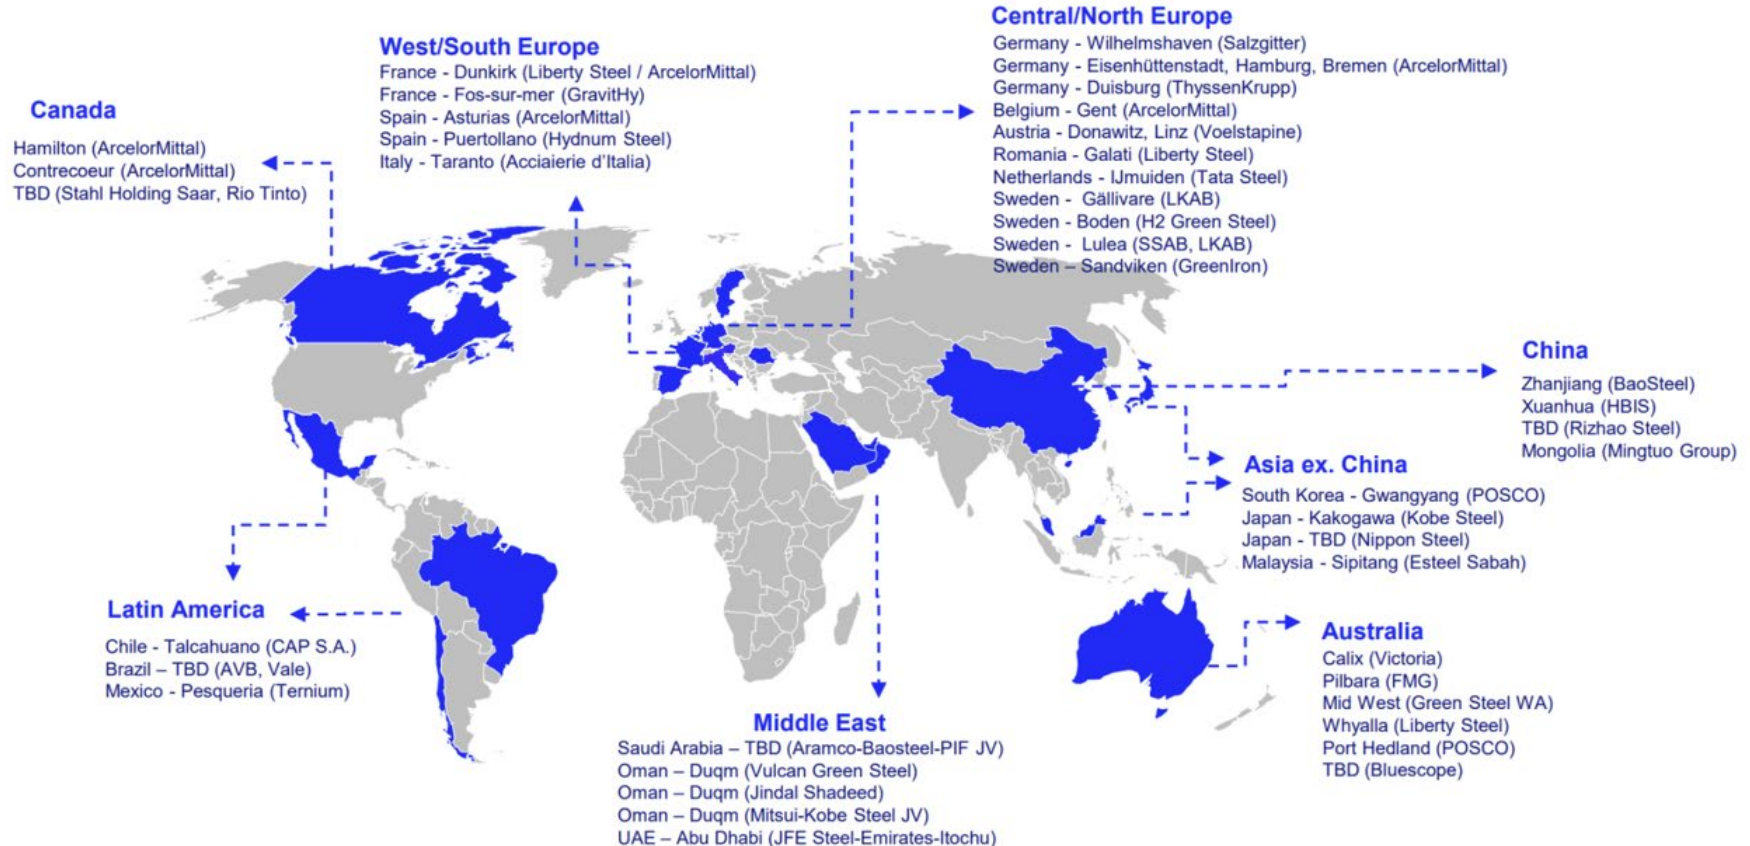 Central/North Europe
Germany - Wilhelmshaven (Salzgitter)
Germany - Eisenhüttenstadt, Hamburg, Bremen (ArcelorMittal)
Germany - Duisburg (ThyssenKrupp)
Belgium - Gent (ArcelorMittal)
Austria - Donawitz, Linz (Voelstapine)
Romania - Galati (Liberty Steel)
Netherlands - IJmuiden (Tata Steel)
Sweden - Gällivare (LKAB)
Sweden - Boden (H2 Green Steel)
Sweden - Lulea (SSAB, LKAB)
Sweden – Sandviken (GreenIron)
West/South Europe
France - Dunkirk (Liberty Steel / ArcelorMittal)
France - Fos-sur-mer (GravitHy)
Spain - Asturias (ArcelorMittal)
Spain - Puertollano (Hydnum Steel)
Italy - Taranto (Acciaierie d'Italia)
Canada
Hamilton (ArcelorMittal)
Contrecoeur (ArcelorMittal)
TBD (Stahl Holding Saar, Rio Tinto)
China
Zhanjiang (BaoSteel)
Xuanhua (HBIS)
TBD (Rizhao Steel)
Mongolia (Mingtuo Group)
Asia ex. China
South Korea - Gwangyang (POSCO)
Japan - Kakogawa (Kobe Steel)
Japan - TBD (Nippon Steel)
Malaysia - Sipitang (Esteel Sabah)
Latin America
Chile - Talcahuano (CAP S.A.)
Brazil – TBD (AVB, Vale)
Mexico - Pesqueria (Ternium)
Australia
Calix (Victoria)
Pilbara (FMG)
Mid West (Green Steel WA)
Whyalla (Liberty Steel)
Port Hedland (POSCO)
TBD (Bluescope)
Middle East
Saudi Arabia – TBD (Aramco-Baosteel-PIF JV)
Oman – Duqm (Vulcan Green Steel)
Oman – Duqm (Jindal Shadeed)
Oman – Duqm (Mitsui-Kobe Steel JV)
UAE – Abu Dhabi (JFE Steel-Emirates-Itochu)